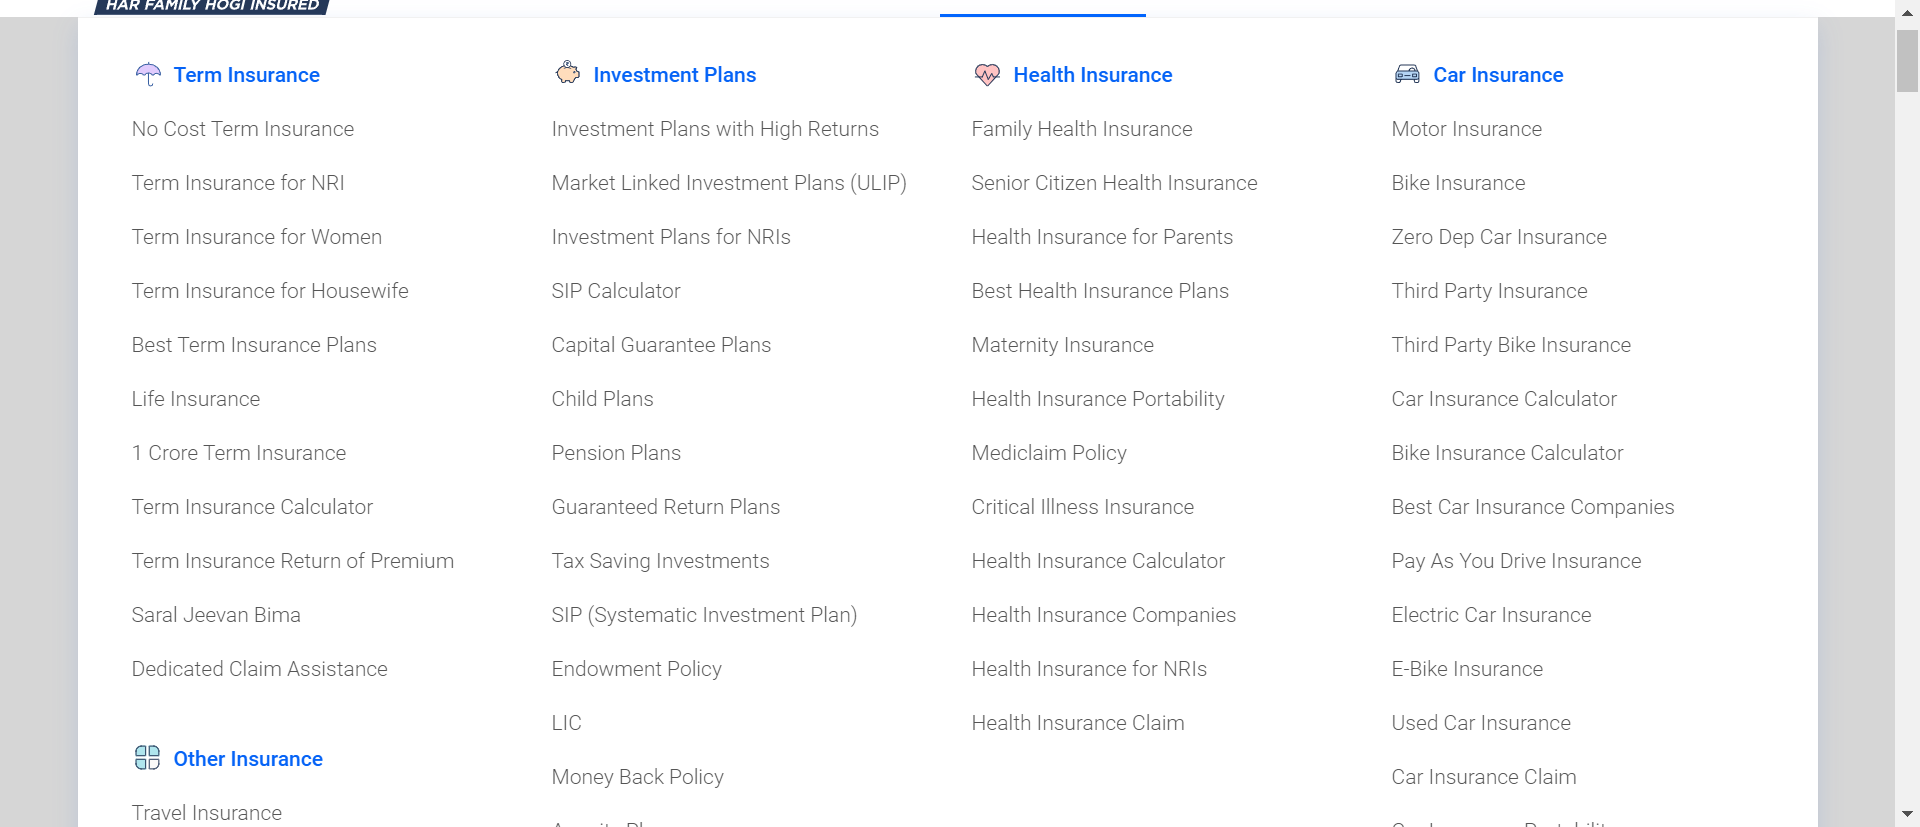 HAR FAMILY HOGI INSURED
Term Insurance
No Cost Term Insurance
Term Insurance for NRI
Term Insurance for Women
Term Insurance for Housewife
Best Term Insurance Plans
Life Insurance
1 Crore Term Insurance
Term Insurance Calculator
Term Insurance Return of Premium
Saral Jeevan Bima
Dedicated Claim Assistance
Other Insurance
Travel Insurance
Investment Plans
Investment Plans with High Returns
Market Linked Investment Plans (ULIP)
Investment Plans for NRIs
SIP Calculator
Capital Guarantee Plans
Child Plans
Pension Plans
Guaranteed Return Plans
Tax Saving Investments
SIP (Systematic Investment Plan)
Endowment Policy
LIC
Money Back Policy
Health Insurance
Family Health Insurance
Senior Citizen Health Insurance
Health Insurance for Parents
Best Health Insurance Plans
Maternity Insurance
Health Insurance Portability
Mediclaim Policy
Critical Illness Insurance
Health Insurance Calculator
Health Insurance Companies
Health Insurance for NRIs
Health Insurance Claim
Car Insurance
Motor Insurance
Bike Insurance
Zero Dep Car Insurance
Third Party Insurance
Third Party Bike Insurance
Car Insurance Calculator
Bike Insurance Calculator
Best Car Insurance Companies
Pay As You Drive Insurance
Electric Car Insurance
E-Bike Insurance
Used Car Insurance
Car Insurance Claim